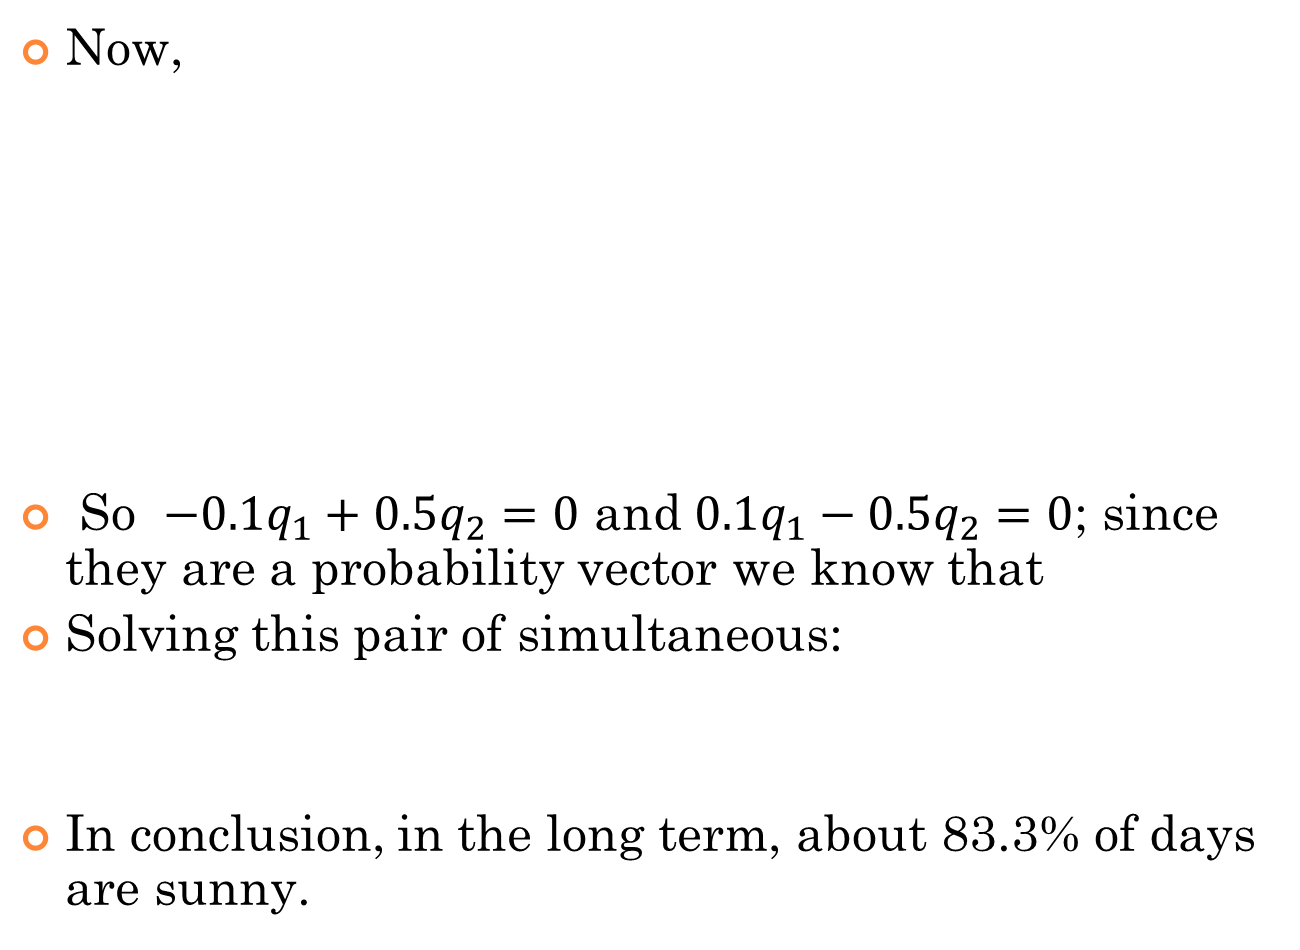 Now,
So −0.1q₁ + 0.5q₂ = 0 and 0.1q₁ − 0.5q₂ = 0; since
they are a probability vector we know that
Solving this pair of simultaneous:
In conclusion, in the long term, about 83.3% of days
are sunny.